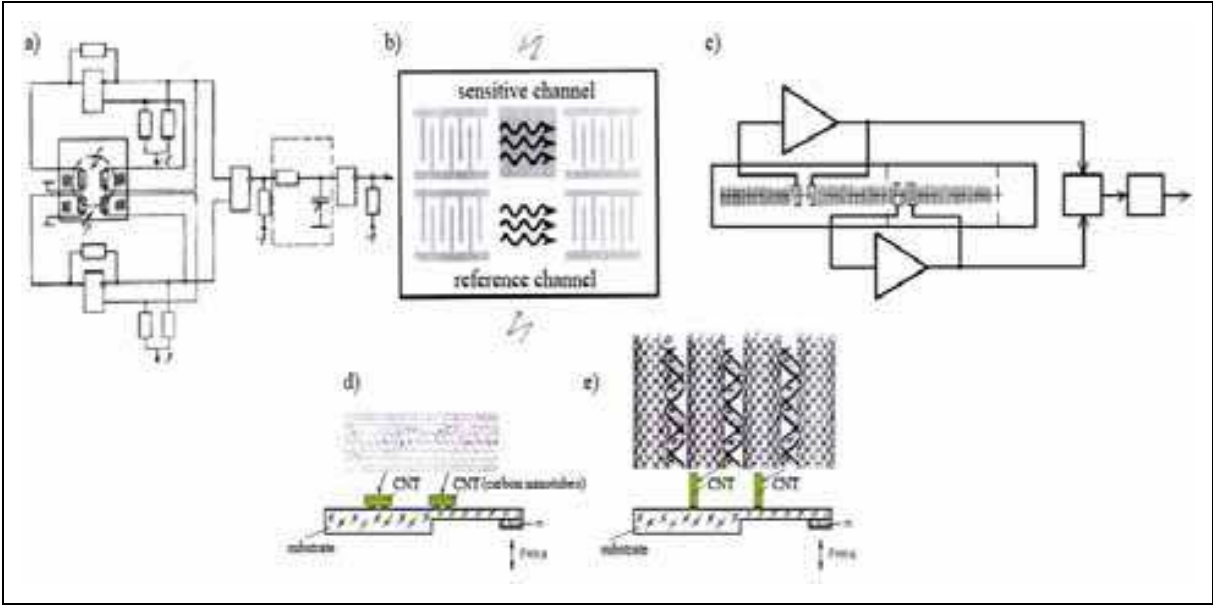 a)
b)
sensitive channel
reference channel
c)
d)
CNT
CNT (carbon nanotubes)
substrate
e)
CNT
CNT
substrate